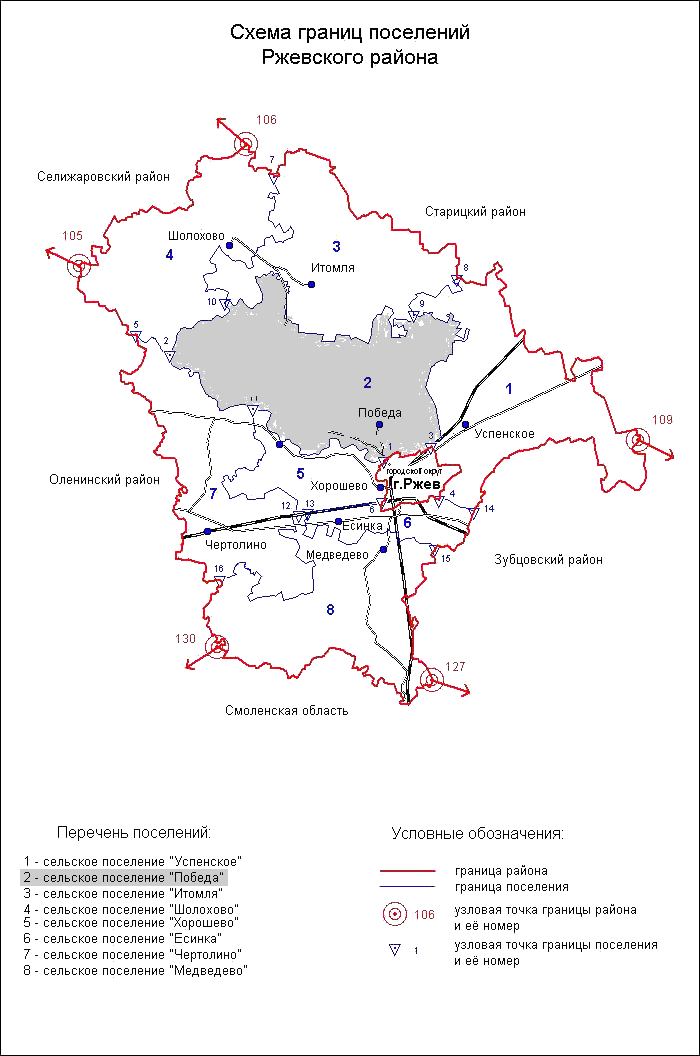 Схема границ поселений
Ржевского района
106
7
Селижаровский район
Старицкий район
105
Шолохово
4
3
Итомля
8
10
9
5
2
2
1
Победа
11
109
3
Успенское
1
городской округ
г.Ржев
Оленинский район
5
Хорошево
7
4
6
12
13
14
6
Есинка
Чертолино
Медведево
15
Зубцовский район
16
8
130
127
Смоленская область
Перечень поселений:
1 - сельское поселение "Успенское"
2 - сельское поселение "Победа"
3 - сельское поселение "Итомля"
4 - сельское поселение "Шолохово"
5 - сельское поселение "Хорошево"
6 - сельское поселение "Есинка"
7 - сельское поселение "Чертолино"
8 - сельское поселение "Медведево"
Условные обозначения:
граница района
граница поселения
106 узловая точка границы района
и её номер
1 узловая точка границы поселения
и её номер